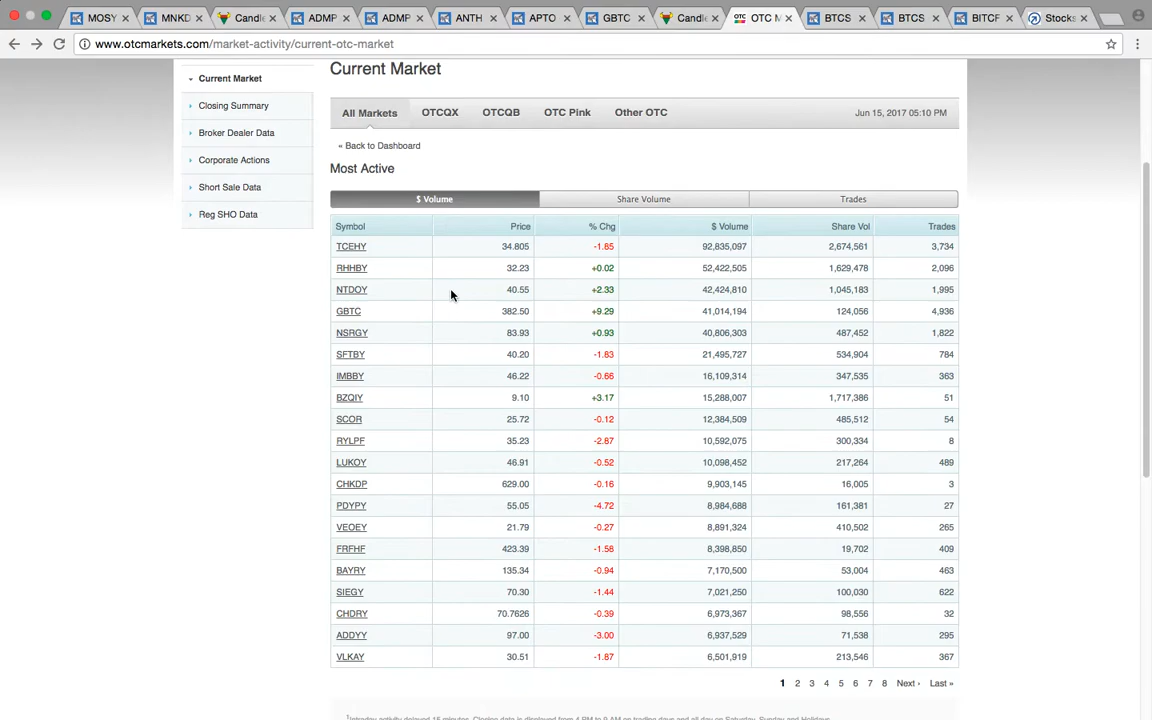 MOSY MNKD Candle ADMP ADMP ANTH APTO GBTC Candle OTC M BTCS BTCS BITCF Stocks
www.otcmarkets.com/market-activity/current-otc-market
Current Market
Closing Summary
Broker Dealer Data
Corporate Actions
Short Sale Data
Reg SHO Data
Current Market
All Markets OTCQX OTCQB OTC Pink Other OTC Jun 15, 2017 05:10 PM
« Back to Dashboard
Most Active
$ Volume Share Volume Trades
Symbol Price % Chg $ Volume Share Vol Trades
TCEHY 34.805 -1.85 92,835,097 2,674,561 3,734
RHHBY 32.23 +0.02 52,422,505 1,629,478 2,096
NTDOY 40.55 +2.33 42,424,810 1,045,183 1,995
GBTC 382.50 +9.29 41,014,194 124,056 4,936
NSRGY 83.93 +0.93 40,806,303 487,452 1,822
SFTBY 40.20 -1.83 21,495,727 534,904 784
IMBBY 46.22 -0.66 16,109,314 347,535 363
BZQIY 9.10 +3.17 15,288,007 1,717,386 51
SCOR 25.72 -0.12 12,384,509 485,512 54
RYLPF 35.23 -2.87 10,592,075 300,334 8
LUKOY 46.91 -0.52 10,098,452 217,264 489
CHKDP 629.00 -0.16 9,903,145 16,005 3
PDYPY 55.05 -4.72 8,984,688 161,381 27
VEOEY 21.79 -0.27 8,891,324 410,502 265
FRFHF 423.39 -1.58 8,398,850 19,702 409
BAYRY 135.34 -0.94 7,170,500 53,004 463
SIEGY 70.30 -1.44 7,021,250 100,030 622
CHDRY 70.7626 -0.39 6,973,367 98,556 32
ADDYY 97.00 -3.00 6,937,529 71,538 295
VLKAY 30.51 -1.87 6,501,919 213,546 367
1 2 3 4 5 6 7 8 Next › Last »